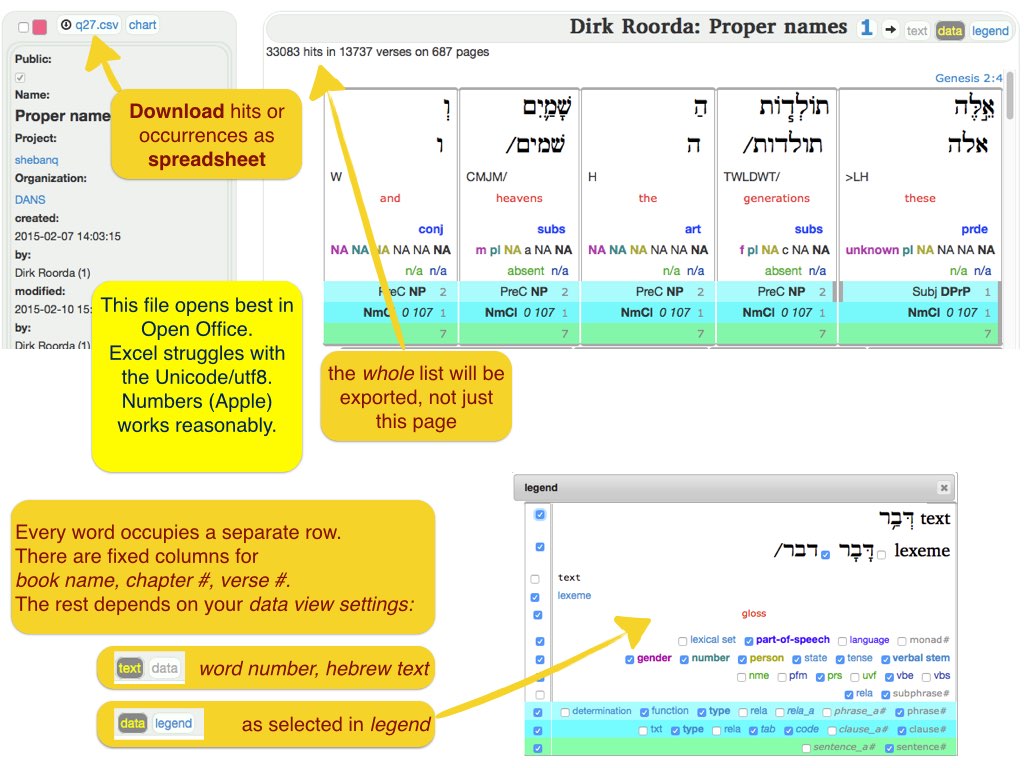 q27.csv chart
Public:
Name:
Proper name
Project:
shebanq
Organization:
DANS
created:
2015-02-07 14:03:15
by:
Dirk Roorda (1)
modified:
2015-02-10 15:
by:
Dirk Roorda (1)
Download hits or
occurrences as
spreadsheet
This file opens best in
Open Office.
Excel struggles with
the Unicode/utf8.
Numbers (Apple)
works reasonably.
Dirk Roorda: Proper names 1 ➞ text data legend
33083 hits in 13737 verses on 687 pages
Genesis 2:4
וְ שָּׁמַ֛יִם הַ תֹולְדֹ֧ות אֵ֣לֶּה
ו שׁמים/ ה תולדות/ אלה
W CMJM/ H TWLDWT/ >LH
and heavens the generations these
conj subs art subs prde
NA NA NA NA NA NA m pl NA a NA NA NA NA NA NA NA NA f pl NA c NA NA unknown pl NA NA NA NA
n/a n/a absent n/a n/a n/a absent n/a n/a n/a
PreC NP 2 PreC NP 2 PreC NP 2 PreC NP 2 Subj DPrP 1
NmCl 0 107 1 NmCl 0 107 1 NmCl 0 107 1 NmCl 0 107 1 NmCl 0 107 1
7 7 7 7 7
the whole list will be
exported, not just
this page
Every word occupies a separate row.
There are fixed columns for
book name, chapter #, verse #.
The rest depends on your data view settings:
text data word number, hebrew text
data legend as selected in legend
legend
דְּבַ֥ר text
דבר/ דָּבָר lexeme
text
lexeme
gloss
lexical set part-of-speech language monad#
gender number person state tense verbal stem
nme pfm prs uvf vbe vbs
rela subphrase#
determination function type rela rela_a phrase_a# phrase#
txt type rela tab code clause_a# clause#
sentence_a# sentence#